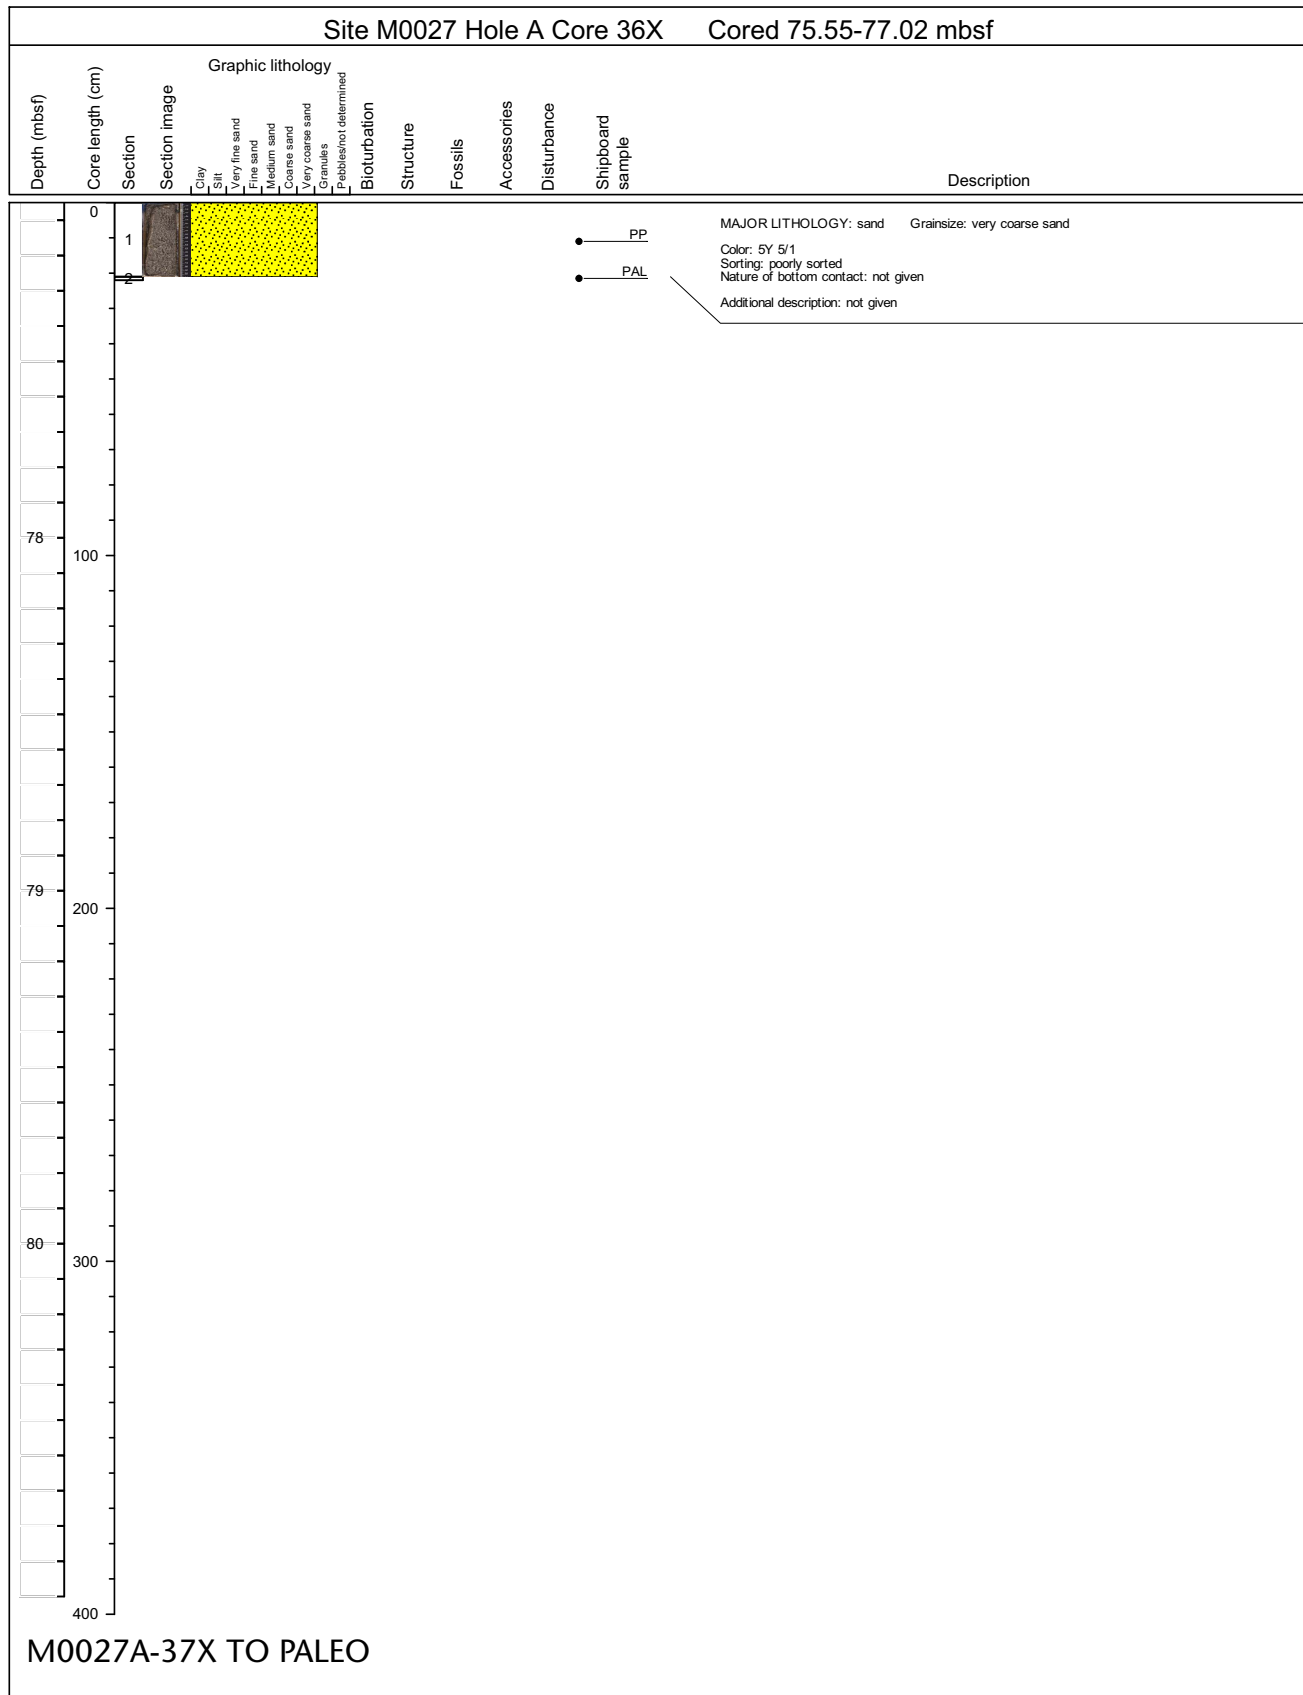 Site M0027 Hole A Core 36X Cored 75.55-77.02 mbsf
Graphic lithology
Depth (mbsf)
Core length (cm)
Section
Section image
Clay
Silt
Very fine sand
Fine sand
Medium sand
Coarse sand
Very coarse sand
Granules
Pebbles/not determined
Bioturbation
Structure
Fossils
Accessories
Disturbance
Shipboard
sample
Description
0
1
2
PP
PAL
MAJOR LITHOLOGY: sand Grainsize: very coarse sand
Color: 5Y 5/1
Sorting: poorly sorted
Nature of bottom contact: not given
Additional description: not given
78
100
79
200
80
300
400
M0027A-37X TO PALEO